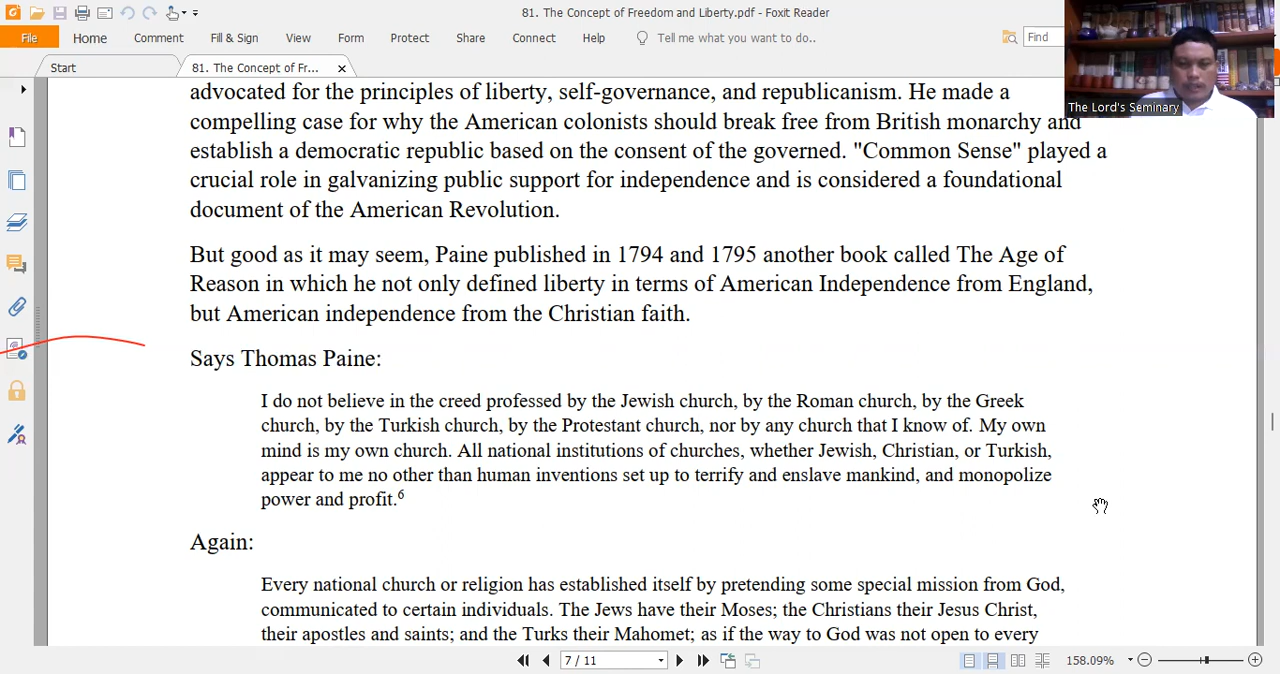 81. The Concept of Freedom and Liberty.pdf - Foxit Reader
File Home Comment Fill & Sign View Form Protect Share Connect Help Tell me what you want to do.. Find
Start 81. The Concept of Fr...
The Lord's Seminary
advocated for the principles of liberty, self-governance, and republicanism. He made a
compelling case for why the American colonists should break free from British monarchy and
establish a democratic republic based on the consent of the governed. "Common Sense" played a
crucial role in galvanizing public support for independence and is considered a foundational
document of the American Revolution.
But good as it may seem, Paine published in 1794 and 1795 another book called The Age of
Reason in which he not only defined liberty in terms of American Independence from England,
but American independence from the Christian faith.
Says Thomas Paine:
I do not believe in the creed professed by the Jewish church, by the Roman church, by the Greek
church, by the Turkish church, by the Protestant church, nor by any church that I know of. My own
mind is my own church. All national institutions of churches, whether Jewish, Christian, or Turkish,
appear to me no other than human inventions set up to terrify and enslave mankind, and monopolize
power and profit.6
Again:
Every national church or religion has established itself by pretending some special mission from God,
communicated to certain individuals. The Jews have their Moses; the Christians their Jesus Christ,
their apostles and saints; and the Turks their Mahomet; as if the way to God was not open to every
7 / 11 158.09%